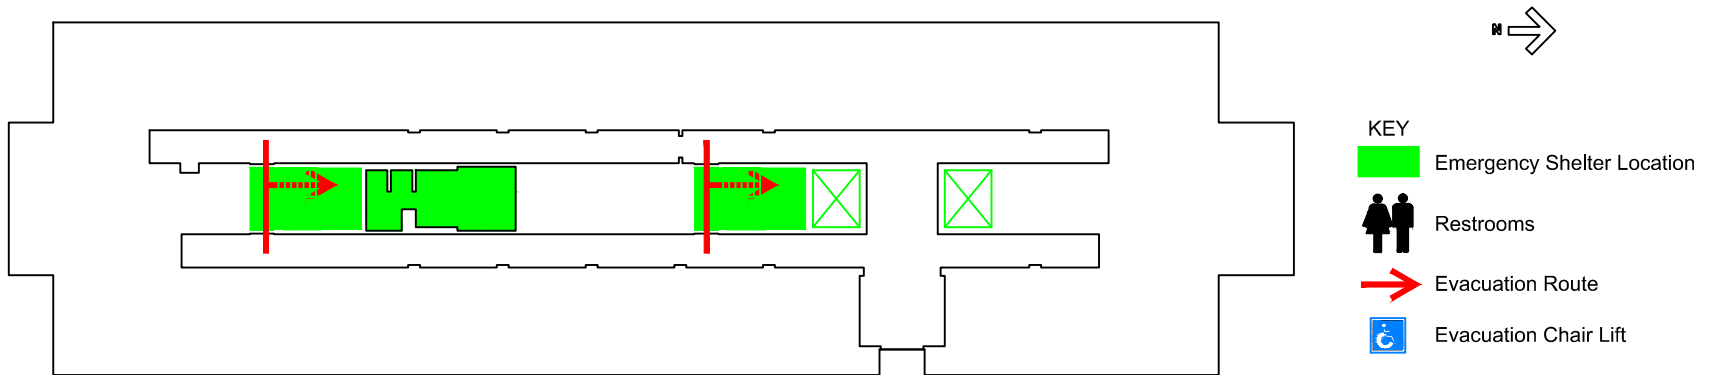 N
KEY
Emergency Shelter Location
Restrooms
Evacuation Route
Evacuation Chair Lift